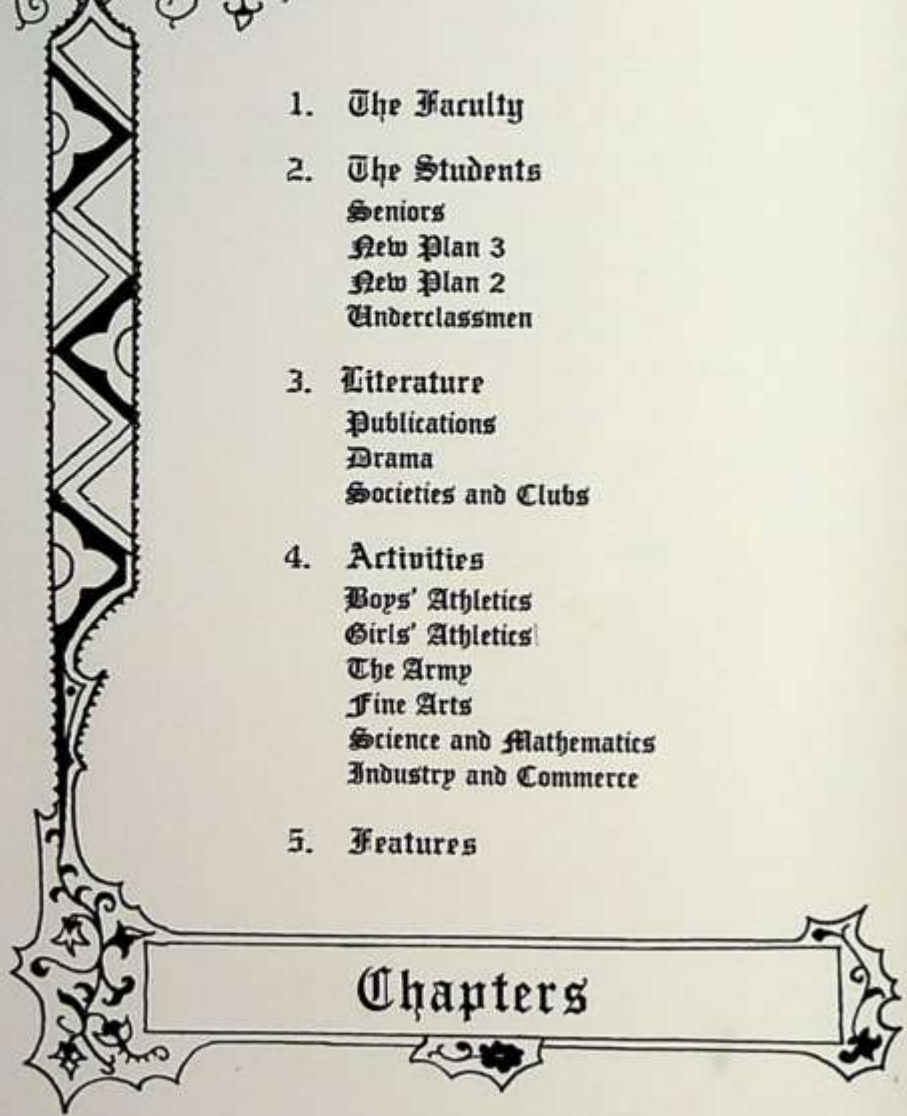 1. The Faculty
2. The Students
Seniors
New Plan 3
New Plan 2
Underclassmen
3. Literature
Publications
Drama
Societies and Clubs
4. Activities
Boys' Athletics
Girls' Athletics
The Army
Fine Arts
Science and Mathematics
Industry and Commerce
5. Features
Chapters